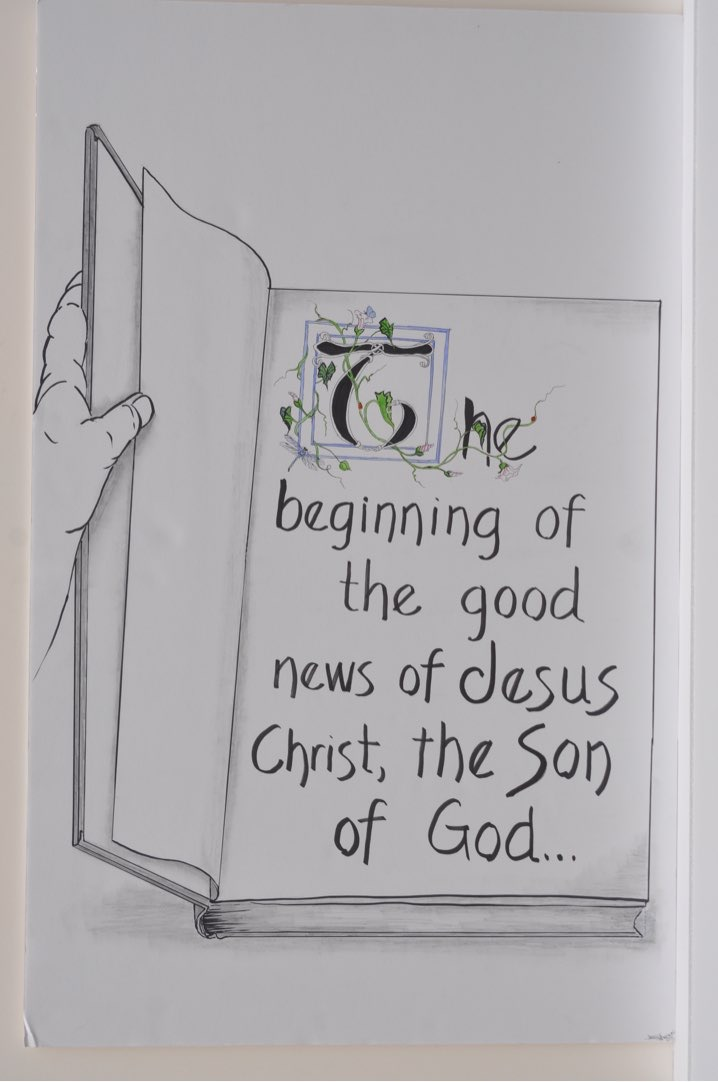 The
beginning of
the good
news of Jesus
Christ, the Son
of God...